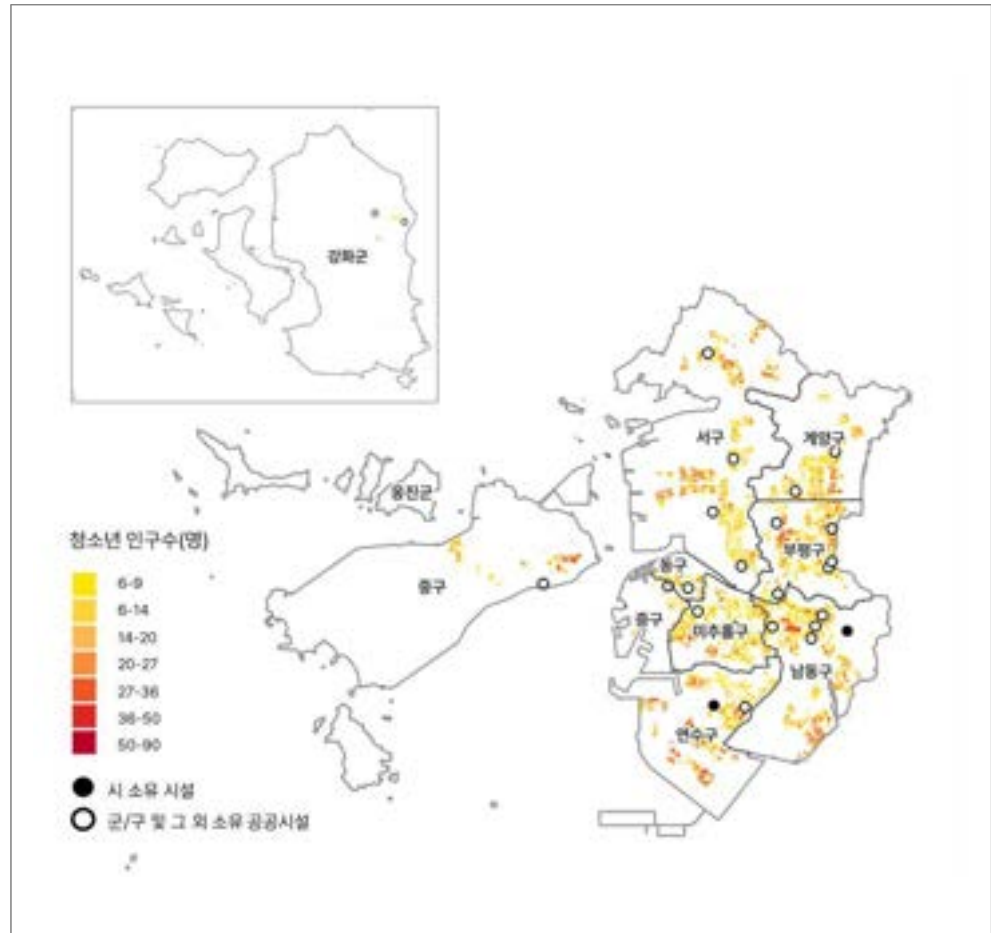 강화군
서구
계양구
옹진군
부평구
동구
중구
중구
미추홀구
남동구
연수구
청소년 인구수(명)
6-9
6-14
14-20
20-27
27-36
36-50
50-90
시 소유 시설
군/구 및 그 외 소유 공공시설